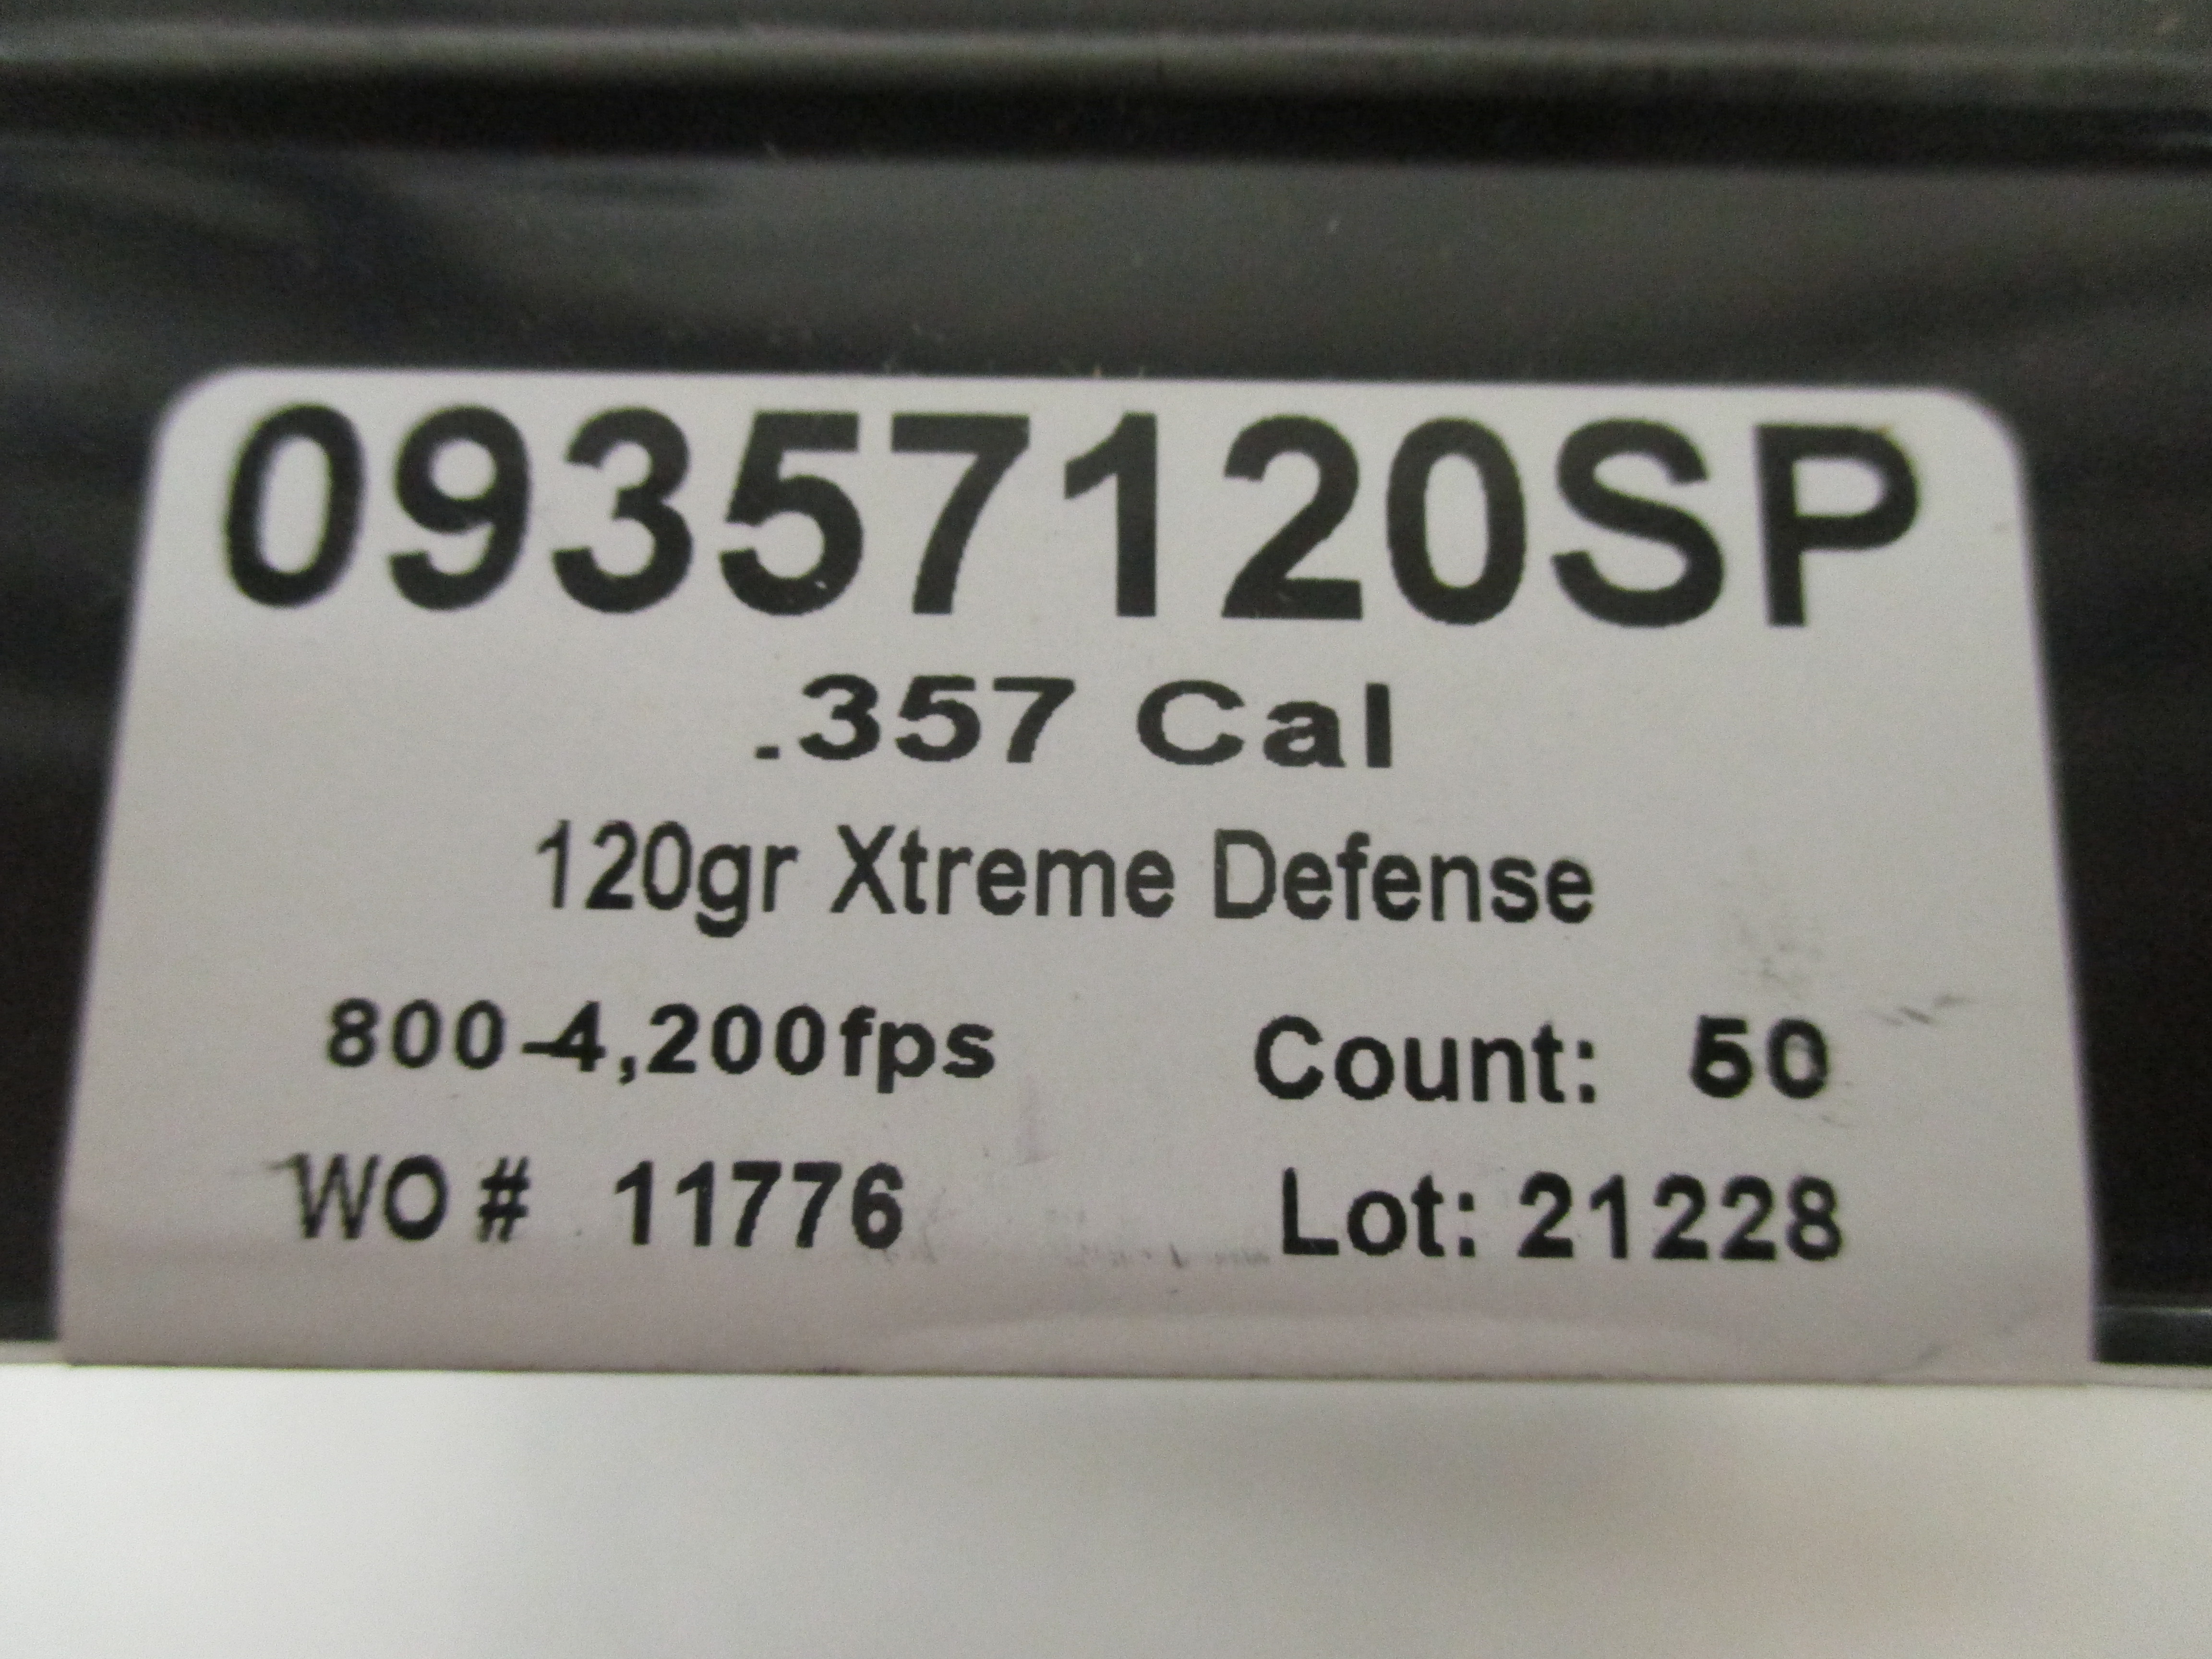 09357120SP
.357 Cal
120gr Xtreme Defense
800-4,200fps Count: 50
WO # 11776 Lot: 21228